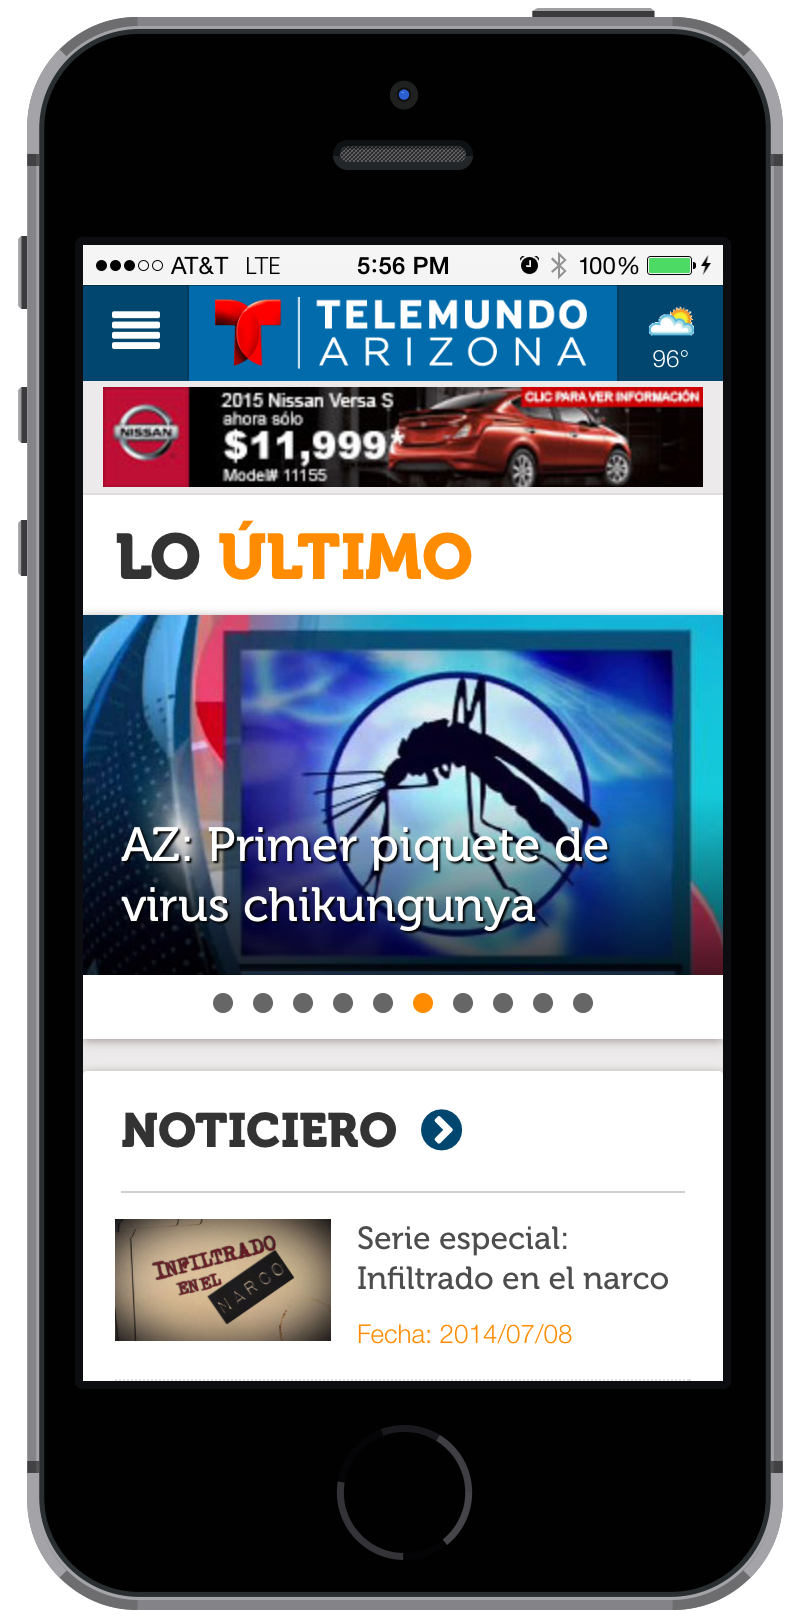 AT&T LTE 5:56 PM 100%
TELEMUNDO
ARIZONA
96°
2015 Nissan Versa S
CLIC PARA VER INFORMACIÓN
ahora sólo
$11,999*
Model# 11155
NISSAN
LO ÚLTIMO
AZ: Primer piquete de
virus chikungunya
NOTICIERO
INFILTRADO
EN EL
NARCO
Serie especial:
Infiltrado en el narco
Fecha: 2014/07/08